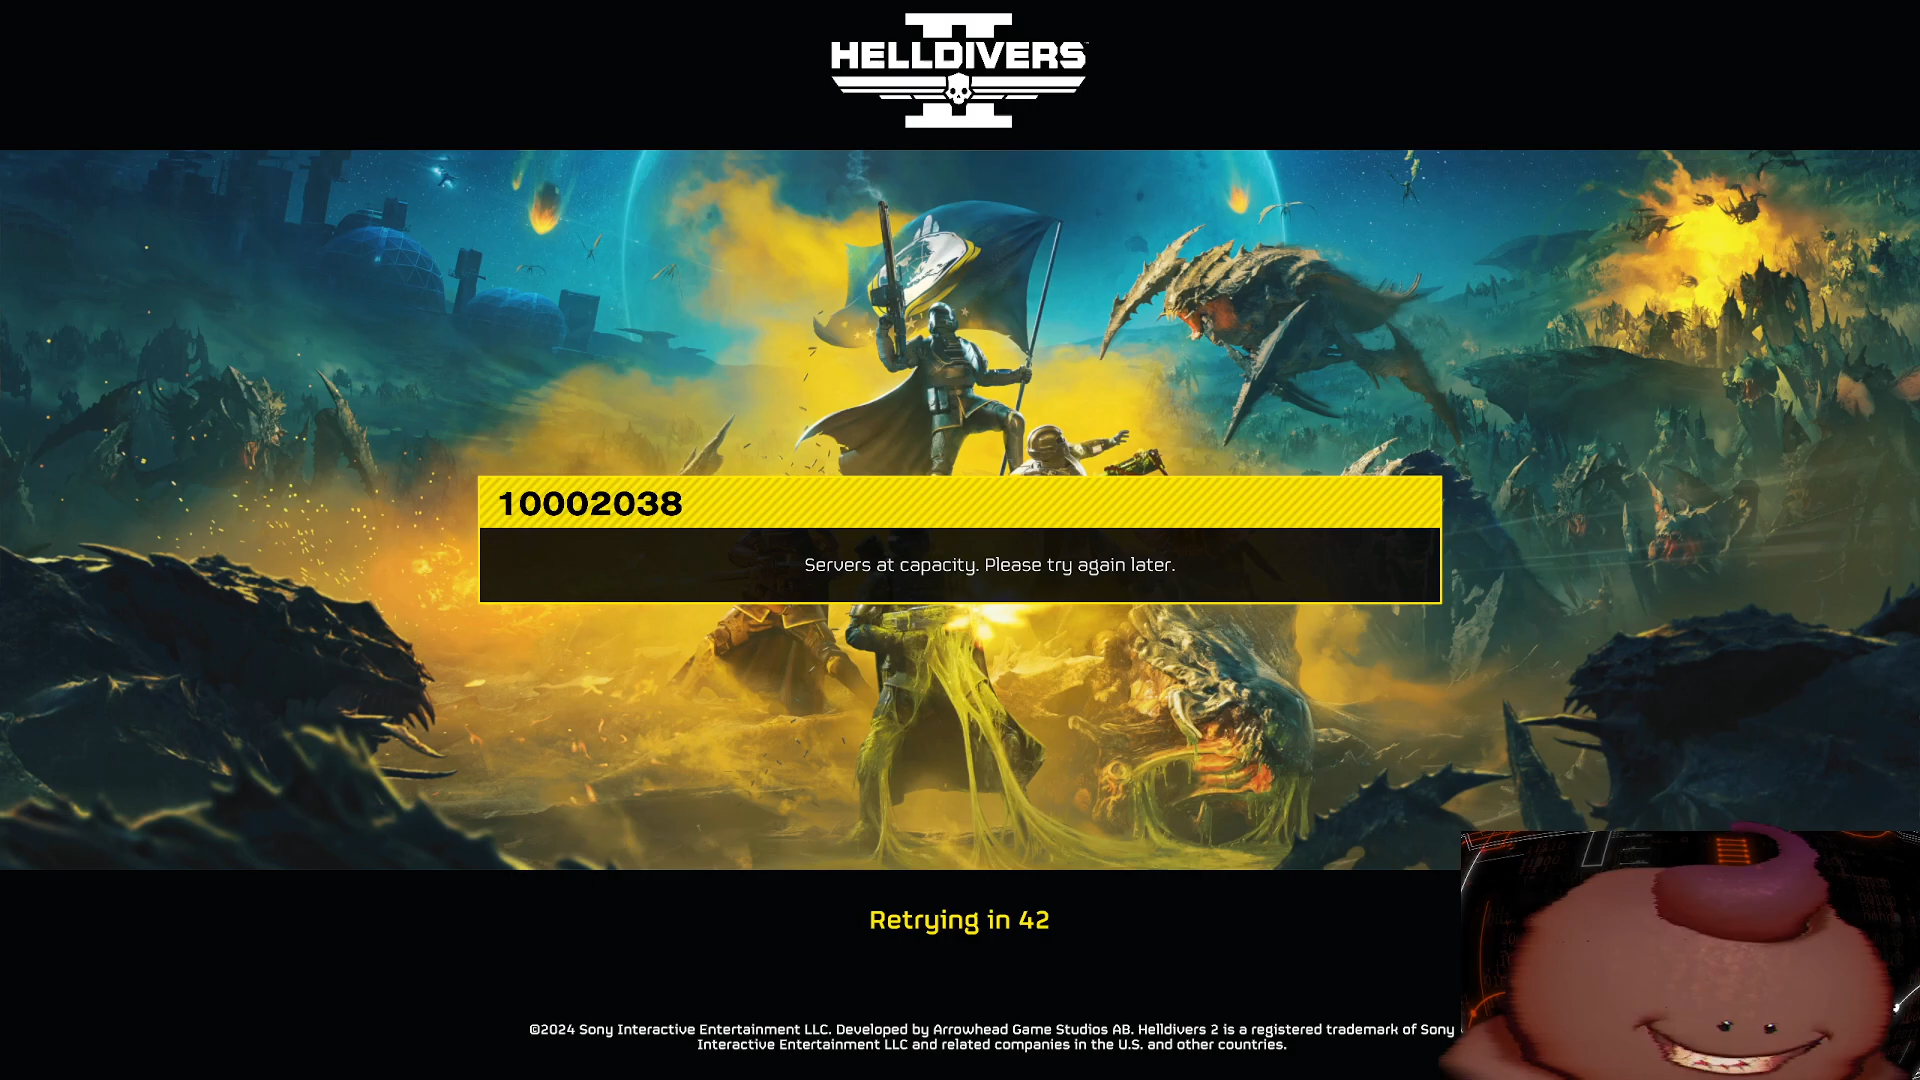 HELLDIVERS
10002038
Servers at capacity. Please try again later.
Retrying in 42
©2024 Sony Interactive Entertainment LLC. Developed by Arrowhead Game Studios AB. Helldivers 2 is a registered trademark of Sony
Interactive Entertainment LLC and related companies in the U.S. and other countries.